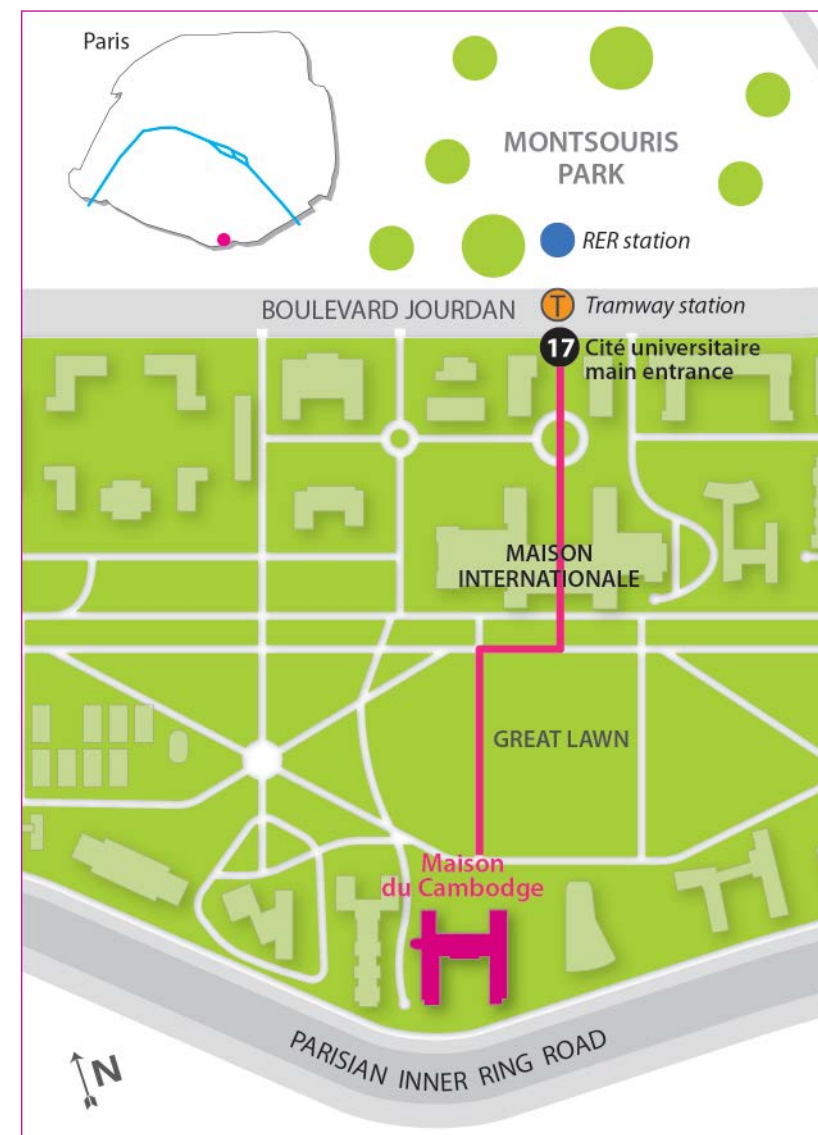 Paris
MONTSOURIS
PARK
RER station
BOULEVARD JOURDAN
T Tramway station
17 Cité universitaire
main entrance
MAISON
INTERNATIONALE
GREAT LAWN
Maison
du Cambodge
PARISIAN INNER RING ROAD
N